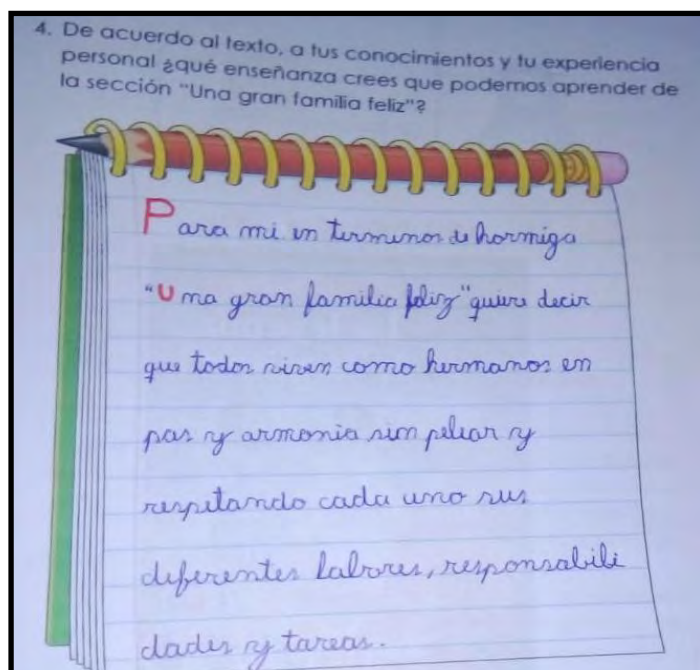 4. De acuerdo al texto, a tus conocimientos y tu experiencia
personal ¿qué enseñanza crees que podemos aprender de
la sección "Una gran familia feliz"?
Para mi en terminos de hormiga
"Una gran familia feliz" quiere decir
que todos viven como hermanos en
pas y armonia sin peliar y
respetando cada uno sus
diferentes labores, responsabili
dades y tareas.